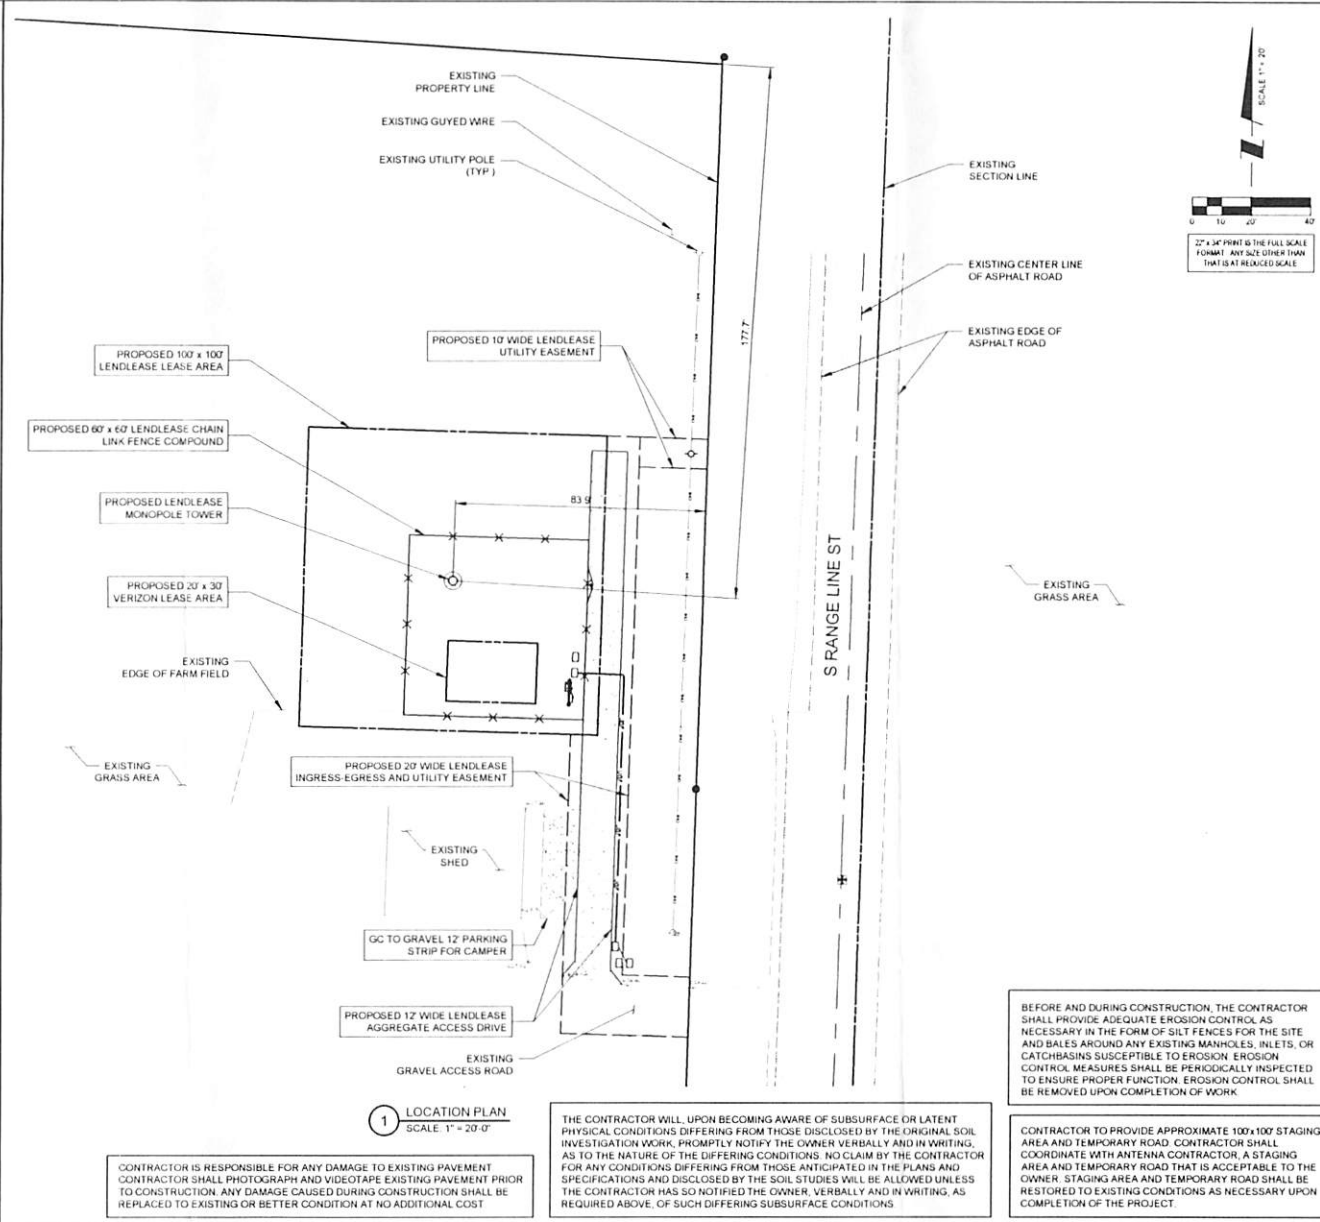 EXISTING
PROPERTY LINE
EXISTING GUYED WIRE
EXISTING UTILITY POLE
(TYP.)
EXISTING
SECTION LINE
SCALE 1" = 20'
0 10 20' 40'
22" x 34" PRINT IS THE FULL SCALE
FORMAT. ANY SIZE OTHER THAN
THAT IS AT REDUCED SCALE
EXISTING CENTER LINE
OF ASPHALT ROAD
EXISTING EDGE OF
ASPHALT ROAD
177.7'
PROPOSED 10' WIDE LENDLEASE
UTILITY EASEMENT
PROPOSED 100' x 100'
LENDLEASE LEASE AREA
PROPOSED 60' x 60' LENDLEASE CHAIN
LINK FENCE COMPOUND
PROPOSED LENDLEASE
MONOPOLE TOWER
83.9'
PROPOSED 20' x 30'
VERIZON LEASE AREA
S RANGE LINE ST
EXISTING
GRASS AREA
EXISTING
EDGE OF FARM FIELD
EXISTING
GRASS AREA
PROPOSED 20' WIDE LENDLEASE
INGRESS-EGRESS AND UTILITY EASEMENT
EXISTING
SHED
GC TO GRAVEL 12' PARKING
STRIP FOR CAMPER
PROPOSED 12' WIDE LENDLEASE
AGGREGATE ACCESS DRIVE
EXISTING
GRAVEL ACCESS ROAD
1 LOCATION PLAN
SCALE: 1" = 20'-0"
BEFORE AND DURING CONSTRUCTION, THE CONTRACTOR
SHALL PROVIDE ADEQUATE EROSION CONTROL AS
NECESSARY IN THE FORM OF SILT FENCES FOR THE SITE
AND BALES AROUND ANY EXISTING MANHOLES, INLETS, OR
CATCHBASINS SUSCEPTIBLE TO EROSION. EROSION
CONTROL MEASURES SHALL BE PERIODICALLY INSPECTED
TO ENSURE PROPER FUNCTION. EROSION CONTROL SHALL
BE REMOVED UPON COMPLETION OF WORK
CONTRACTOR IS RESPONSIBLE FOR ANY DAMAGE TO EXISTING PAVEMENT
CONTRACTOR SHALL PHOTOGRAPH AND VIDEOTAPE EXISTING PAVEMENT PRIOR
TO CONSTRUCTION. ANY DAMAGE CAUSED DURING CONSTRUCTION SHALL BE
REPLACED TO EXISTING OR BETTER CONDITION AT NO ADDITIONAL COST
THE CONTRACTOR WILL, UPON BECOMING AWARE OF SUBSURFACE OR LATENT
PHYSICAL CONDITIONS DIFFERING FROM THOSE DISCLOSED BY THE ORIGINAL SOIL
INVESTIGATION WORK, PROMPTLY NOTIFY THE OWNER VERBALLY AND IN WRITING,
AS TO THE NATURE OF THE DIFFERING CONDITIONS. NO CLAIM BY THE CONTRACTOR
FOR ANY CONDITIONS DIFFERING FROM THOSE ANTICIPATED IN THE PLANS AND
SPECIFICATIONS AND DISCLOSED BY THE SOIL STUDIES WILL BE ALLOWED UNLESS
THE CONTRACTOR HAS SO NOTIFIED THE OWNER, VERBALLY AND IN WRITING, AS
REQUIRED ABOVE, OF SUCH DIFFERING SUBSURFACE CONDITIONS
CONTRACTOR TO PROVIDE APPROXIMATE 100'x100' STAGING
AREA AND TEMPORARY ROAD. CONTRACTOR SHALL
COORDINATE WITH ANTENNA CONTRACTOR, A STAGING
AREA AND TEMPORARY ROAD THAT IS ACCEPTABLE TO THE
OWNER. STAGING AREA AND TEMPORARY ROAD SHALL BE
RESTORED TO EXISTING CONDITIONS AS NECESSARY UPON
COMPLETION OF THE PROJECT.